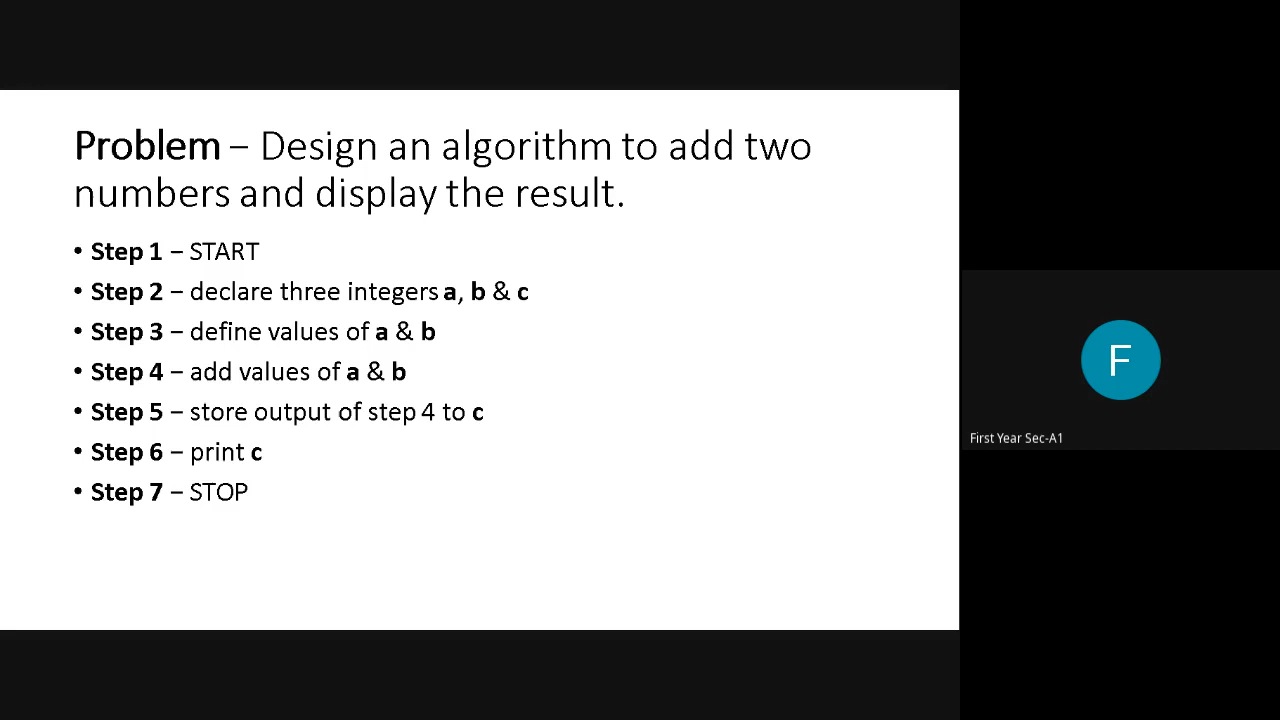 Problem – Design an algorithm to add two
numbers and display the result.
• Step 1 – START
• Step 2 – declare three integers a, b & c
• Step 3 – define values of a & b
• Step 4 – add values of a & b
• Step 5 – store output of step 4 to c
• Step 6 – print c
• Step 7 – STOP
F
First Year Sec-A1